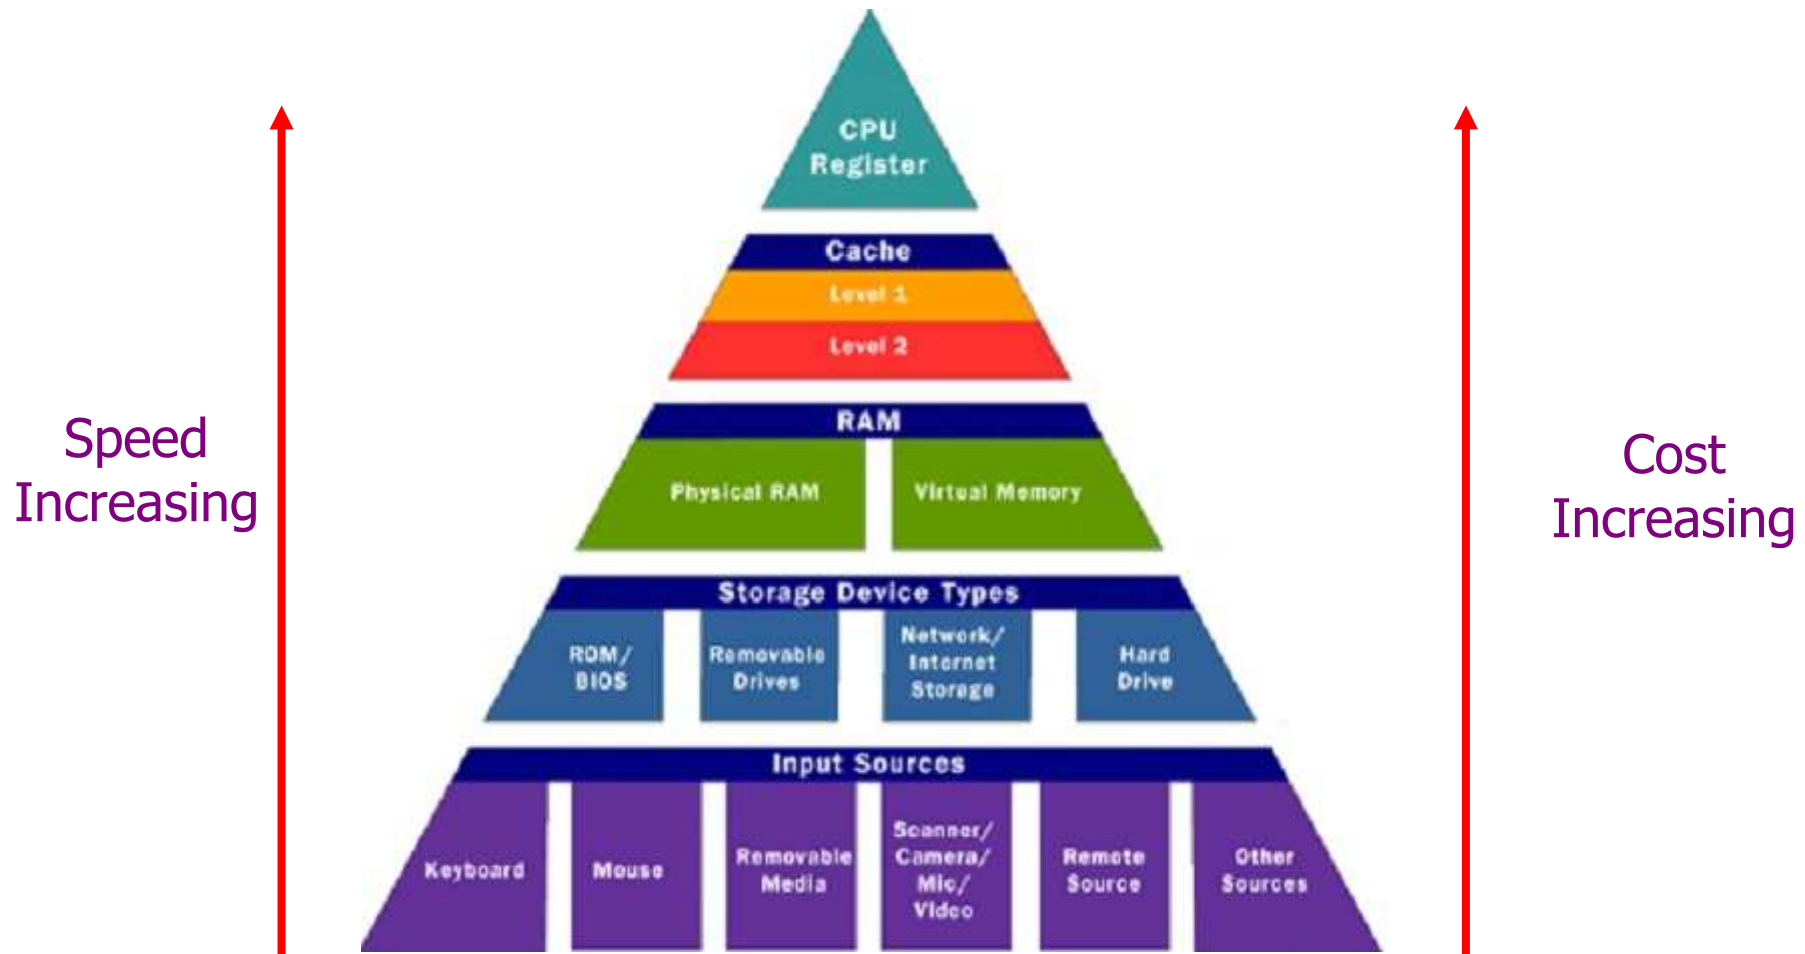 CPU
Register
Cache
Level 1
Level 2
RAM
Physical RAM
Virtual Memory
Storage Device Types
ROM/
BIOS
Removable
Drives
Network/
Internet
Storage
Hard
Drive
Input Sources
Keyboard
Mouse
Removable
Media
Scanner/
Camera/
Mic/
Video
Remote
Source
Other
Sources
Speed
Increasing
Cost
Increasing